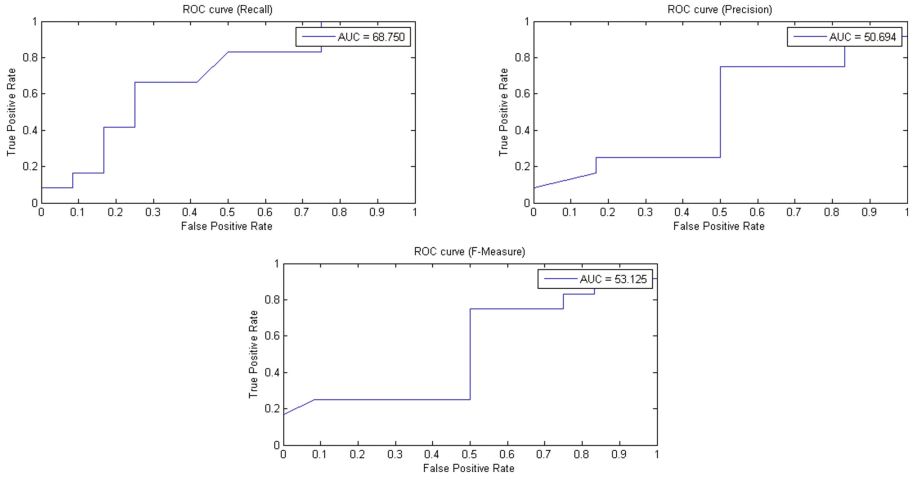 ROC curve (Recall)
AUC = 68.750
True Positive Rate
1
0.8
0.6
0.4
0.2
0
0 0.1 0.2 0.3 0.4 0.5 0.6 0.7 0.8 0.9 1
False Positive Rate
ROC curve (Precision)
AUC = 50.694
True Positive Rate
1
0.8
0.6
0.4
0.2
0
0 0.1 0.2 0.3 0.4 0.5 0.6 0.7 0.8 0.9 1
False Positive Rate
ROC curve (F-Measure)
AUC = 53.125
True Positive Rate
1
0.8
0.6
0.4
0.2
0
0 0.1 0.2 0.3 0.4 0.5 0.6 0.7 0.8 0.9 1
False Positive Rate